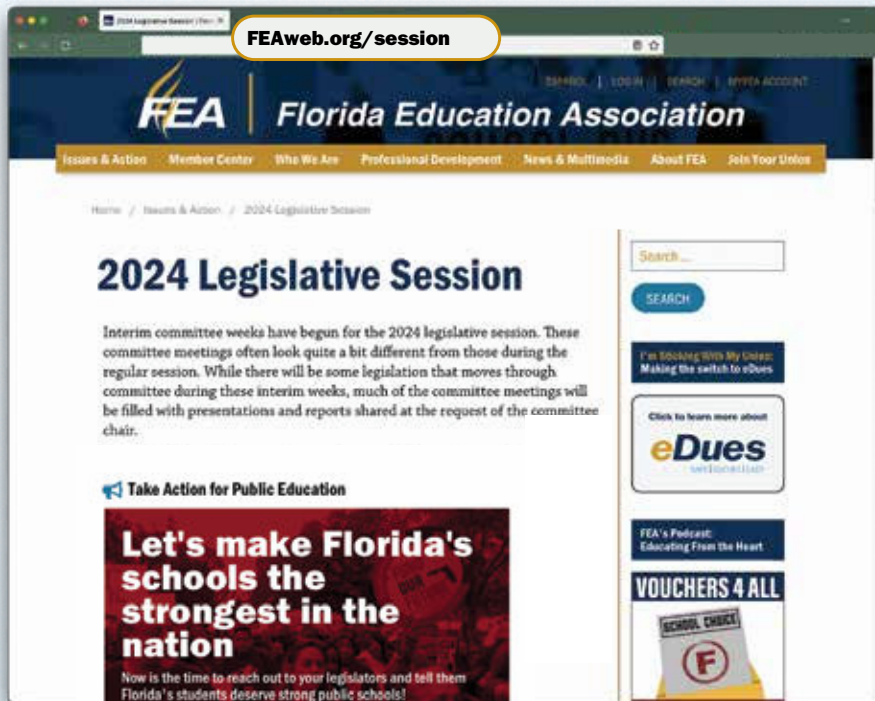 2024 Legislative Session
FEAweb.org/session
ESPAÑOL | LOG IN | SEARCH | MYFEA ACCOUNT
FEA Florida Education Association
Issues & Action Member Center Who We Are Professional Development News & Multimedia About FEA Join Your Union
Home / Issues & Action / 2024 Legislative Session
2024 Legislative Session
Interim committee weeks have begun for the 2024 legislative session. These
committee meetings often look quite a bit different from those during the
regular session. While there will be some legislation that moves through
committee during these interim weeks, much of the committee meetings will
be filled with presentations and reports shared at the request of the committee
chair.
Take Action for Public Education
Let's make Florida's
schools the
strongest in the
nation
Now is the time to reach out to your legislators and tell them
Florida's students deserve strong public schools!
Search ...
SEARCH
I'm Sticking With My Union:
Making the switch to eDues
Click to learn more about
eDues
FEA's Podcast:
Educating From the Heart
VOUCHERS 4 ALL
SCHOOL CHOICE
F